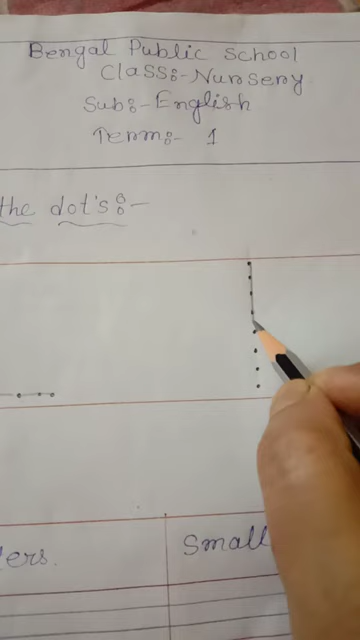 Bengal Public School
Class:-Nursery
Sub:-English
Term:- 1
the dot's:-
ers.
Small